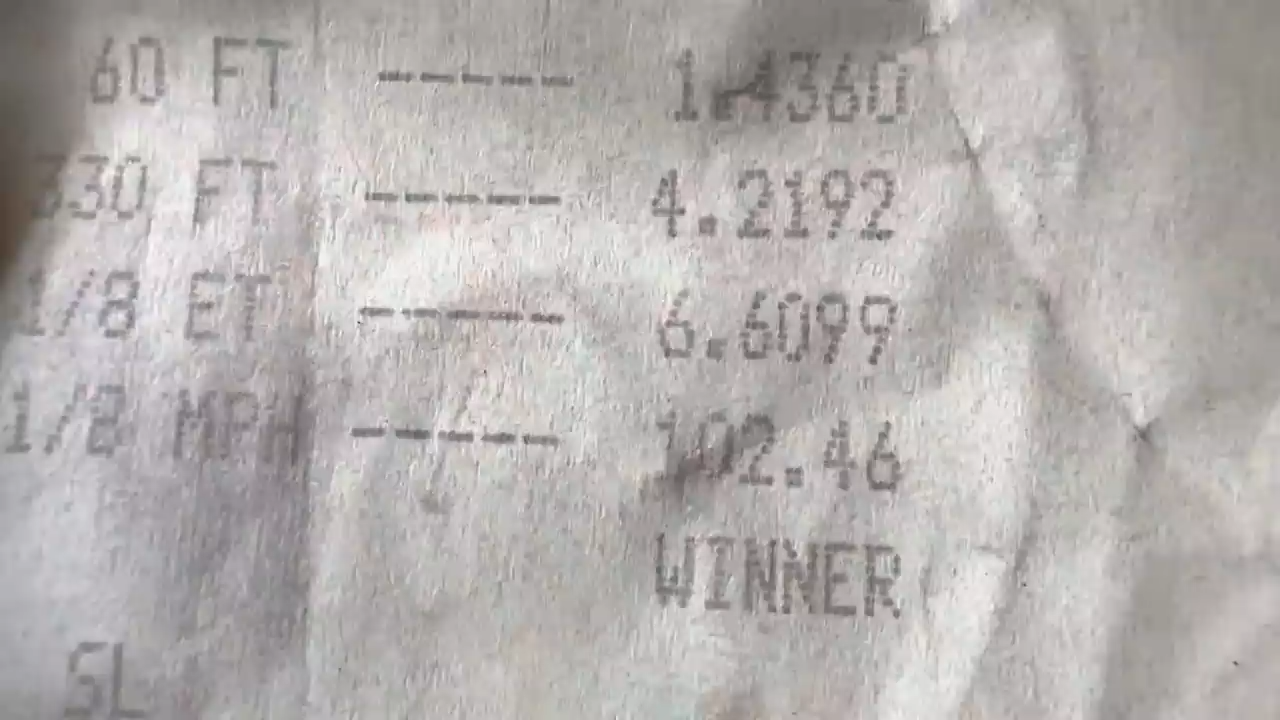 60 FT ----- 1.4360
330 FT ----- 4.2192
1/8 ET ----- 6.6099
1/8 MPH ----- 102.46
WINNER
SL